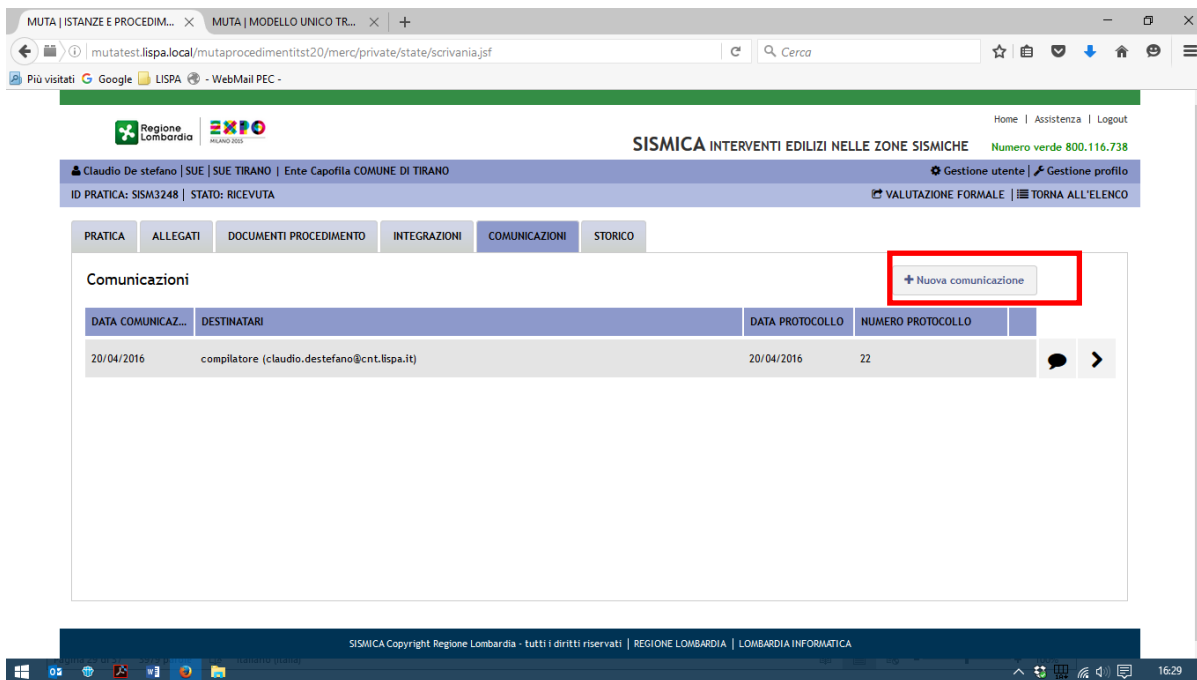 MUTA | ISTANZE E PROCEDIM... MUTA | MODELLO UNICO TR...
mutatest.lispa.local/mutaprocedimentitst20/merc/private/state/scrivania.jsf Cerca
Più visitati Google LISPA - WebMail PEC -
Home | Assistenza | Logout
Regione Lombardia EXPO MILANO 2015
SISMICA INTERVENTI EDILIZI NELLE ZONE SISMICHE Numero verde 800.116.738
Claudio De stefano | SUE | SUE TIRANO | Ente Capofila COMUNE DI TIRANO Gestione utente | Gestione profilo
ID PRATICA: SISM3248 | STATO: RICEVUTA VALUTAZIONE FORMALE | TORNA ALL'ELENCO
PRATICA ALLEGATI DOCUMENTI PROCEDIMENTO INTEGRAZIONI COMUNICAZIONI STORICO
Comunicazioni + Nuova comunicazione
DATA COMUNICAZ... DESTINATARI DATA PROTOCOLLO NUMERO PROTOCOLLO
20/04/2016 compilatore (claudio.destefano@cnt.lispa.it) 20/04/2016 22
SISMICA Copyright Regione Lombardia - tutti i diritti riservati | REGIONE LOMBARDIA | LOMBARDIA INFORMATICA
16:29